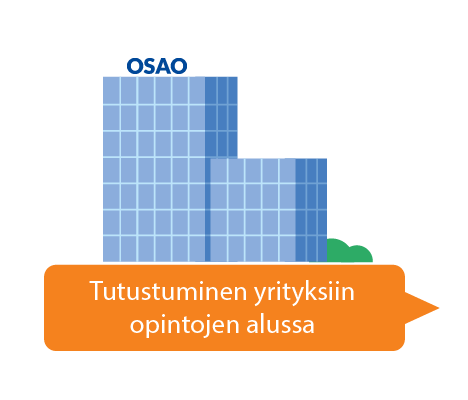 OSAO
Tutustuminen yrityksiin
opintojen alussa